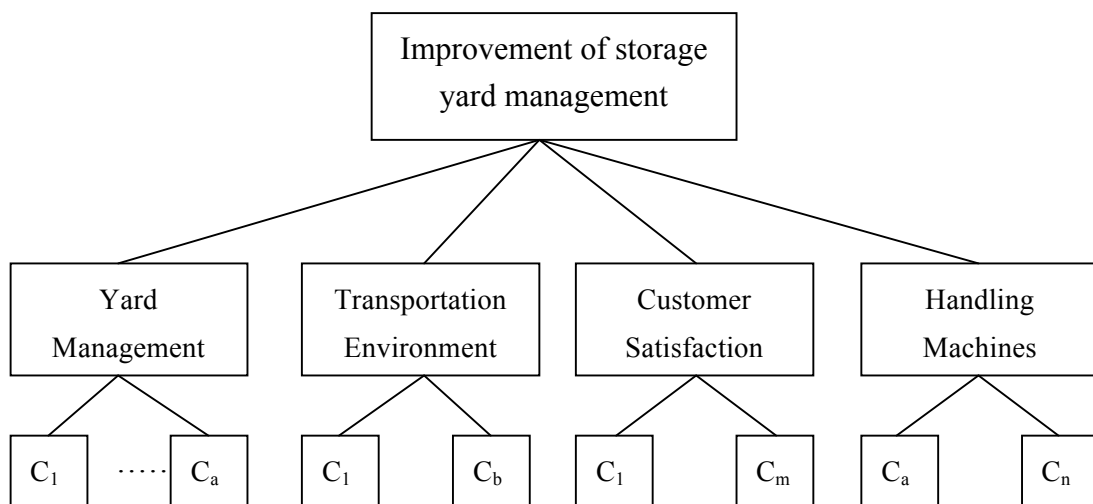 Improvement of storage
yard management
Yard
Management
Transportation
Environment
Customer
Satisfaction
Handling
Machines
C₁ ..... Cₐ
C₁
C_b
C₁
Cₘ
Cₐ
Cₙ